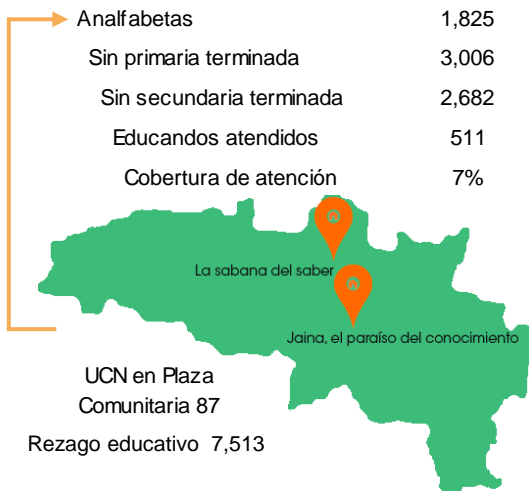 Analfabetas 1,825
Sin primaria terminada 3,006
Sin secundaria terminada 2,682
Educandos atendidos 511
Cobertura de atención 7%
La sabana del saber
Jaina, el paraíso del conocimiento
UCN en Plaza
Comunitaria 87
Rezago educativo 7,513